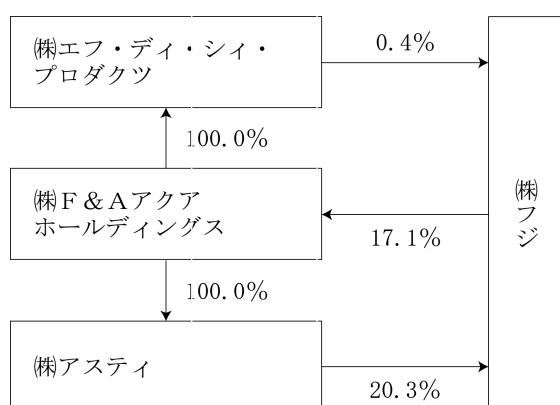 ㈱エフ・ディ・シィ・
プロダクツ
0.4%
100.0%
㈱Ｆ＆Ａアクア
ホールディングス
17.1%
㈱フジ
100.0%
㈱アスティ
20.3%